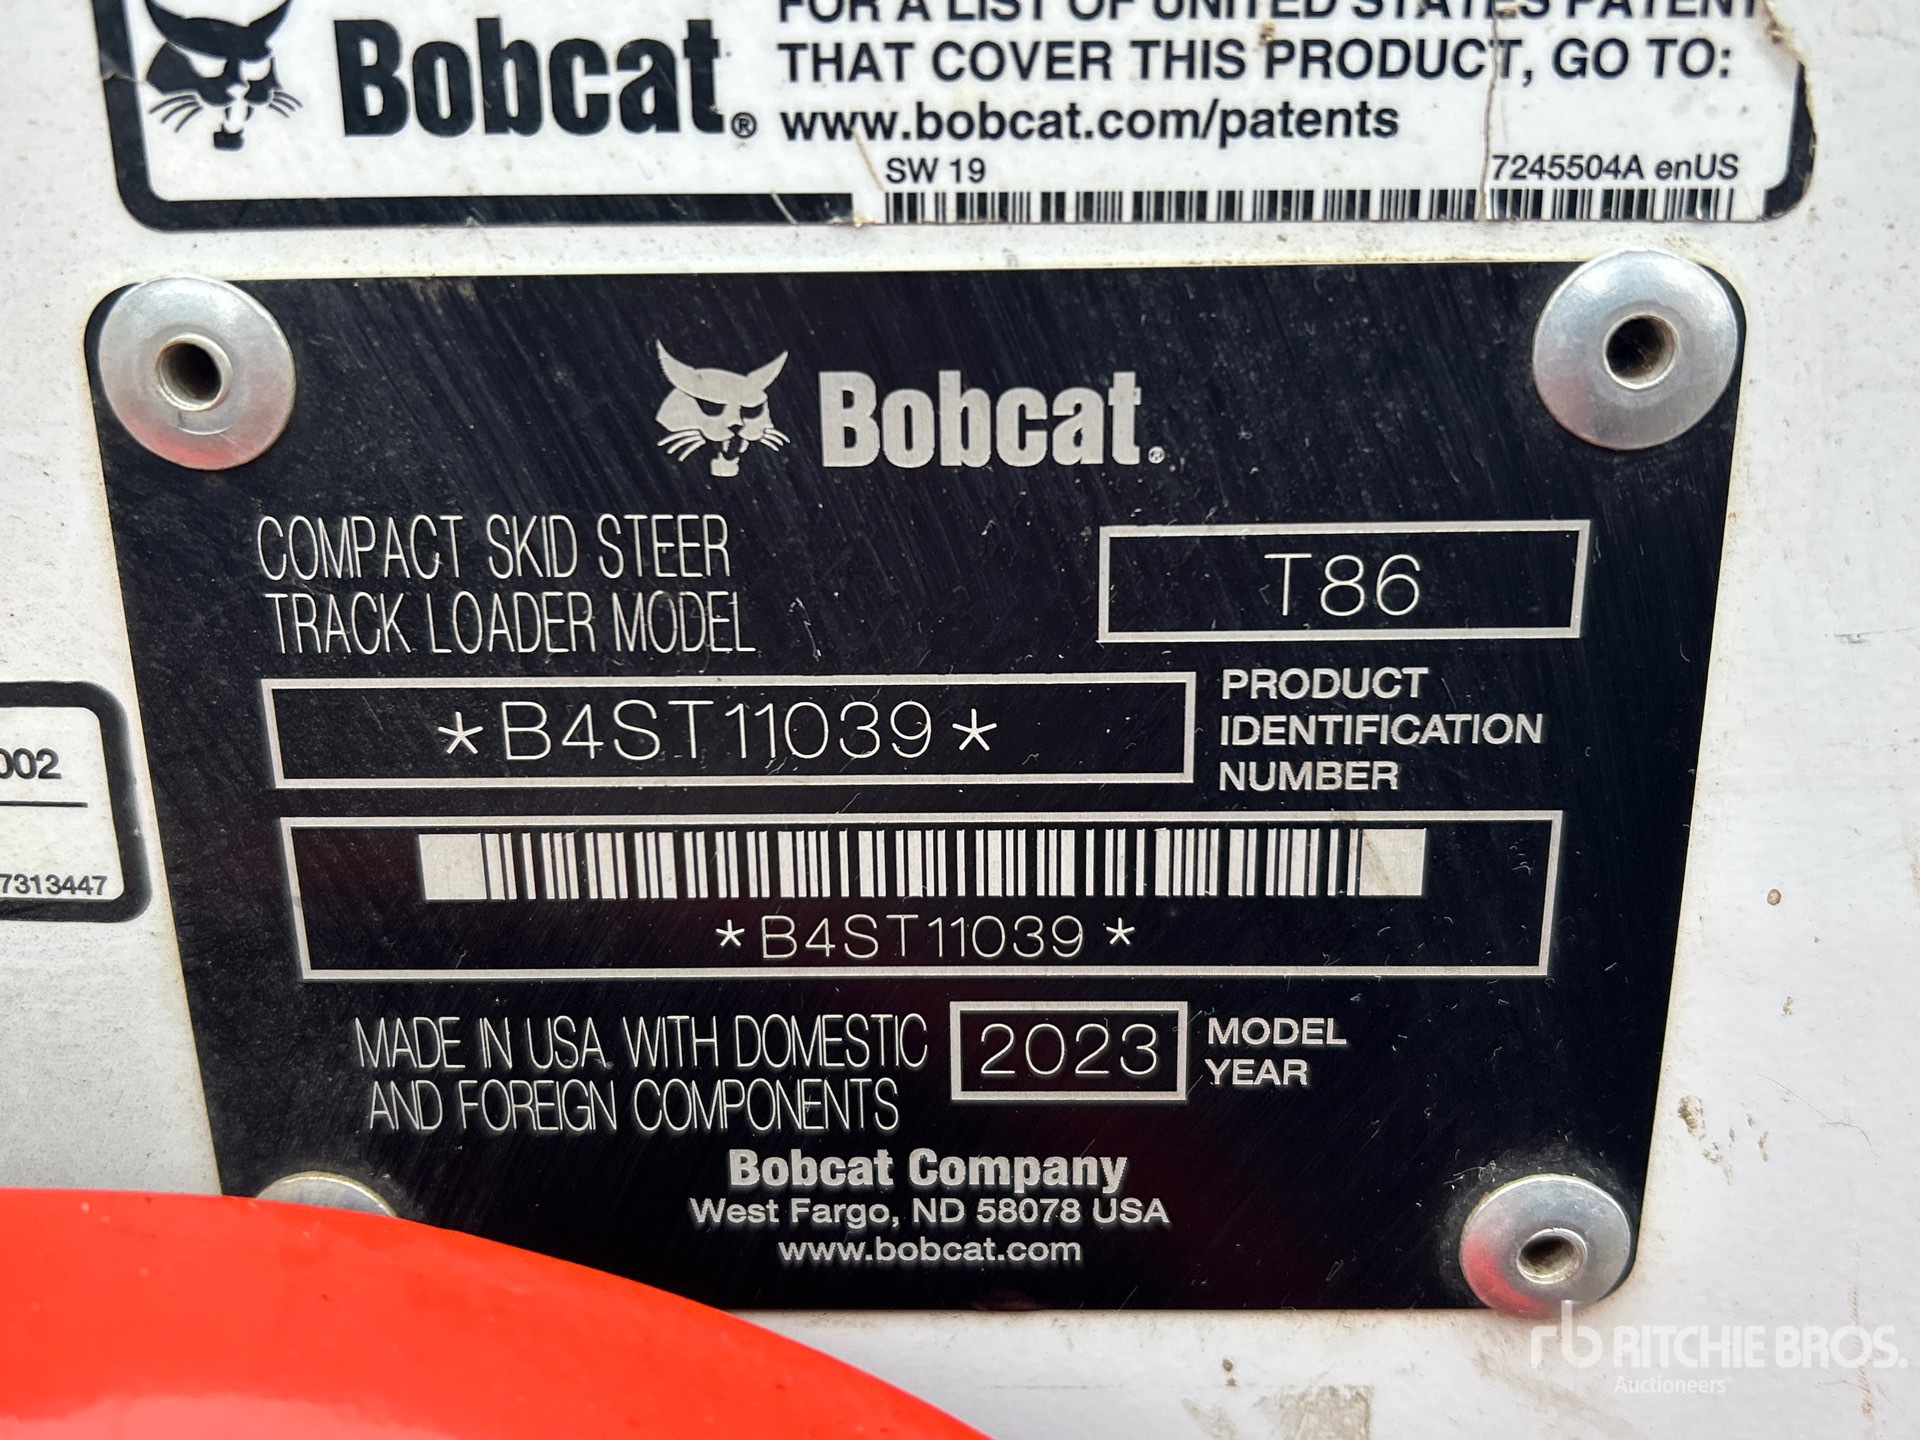 FOR A LIST OF UNITED STATES PATENT
THAT COVER THIS PRODUCT, GO TO:
Bobcat®
www.bobcat.com/patents
SW 19
7245504A enUS
Bobcat®
COMPACT SKID STEER
TRACK LOADER MODEL
T86
*B4ST11039*
PRODUCT
IDENTIFICATION
NUMBER
*B4ST11039*
002
7313447
MADE IN USA WITH DOMESTIC
AND FOREIGN COMPONENTS
2023
MODEL
YEAR
Bobcat Company
West Fargo, ND 58078 USA
www.bobcat.com
rb RITCHIE BROS.
Auctioneers